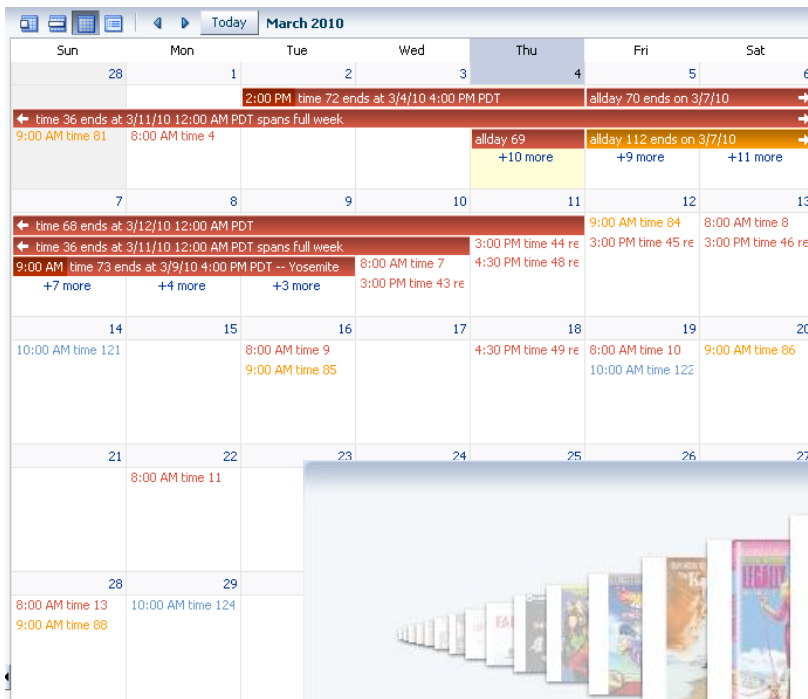 Today March 2010
Sun Mon Tue Wed Thu Fri Sat
28 1 2 3 4 5 6
2:00 PM time 72 ends at 3/4/10 4:00 PM PDT allday 70 ends on 3/7/10
time 36 ends at 3/11/10 12:00 AM PDT spans full week
9:00 AM time 81 8:00 AM time 4 allday 69 allday 112 ends on 3/7/10
+10 more +9 more +11 more
7 8 9 10 11 12 13
time 68 ends at 3/12/10 12:00 AM PDT 9:00 AM time 84 8:00 AM time 8
time 36 ends at 3/11/10 12:00 AM PDT spans full week 3:00 PM time 44 re 3:00 PM time 45 re 3:00 PM time 46 re
9:00 AM time 73 ends at 3/9/10 4:00 PM PDT -- Yosemite 8:00 AM time 7 4:30 PM time 48 re
+7 more +4 more +3 more 3:00 PM time 43 re
14 15 16 17 18 19 20
10:00 AM time 121 8:00 AM time 9 4:30 PM time 49 re 8:00 AM time 10 9:00 AM time 86
9:00 AM time 85 10:00 AM time 122
21 22 23 24 25 26 27
8:00 AM time 11
28 29
8:00 AM time 13 10:00 AM time 124
9:00 AM time 88